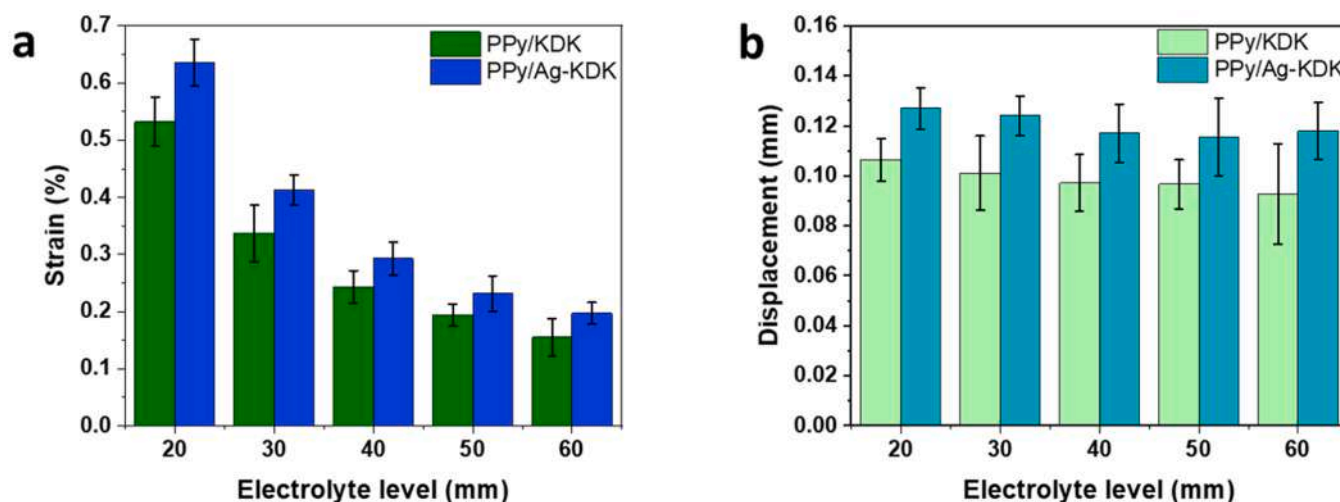 a
0.7
0.6
0.5
0.4
0.3
0.2
0.1
0.0
Strain (%)
PPy/KDK
PPy/Ag-KDK
20 30 40 50 60
Electrolyte level (mm)
b
0.16
0.14
0.12
0.10
0.08
0.06
0.04
0.02
0.00
Displacement (mm)
PPy/KDK
PPy/Ag-KDK
20 30 40 50 60
Electrolyte level (mm)